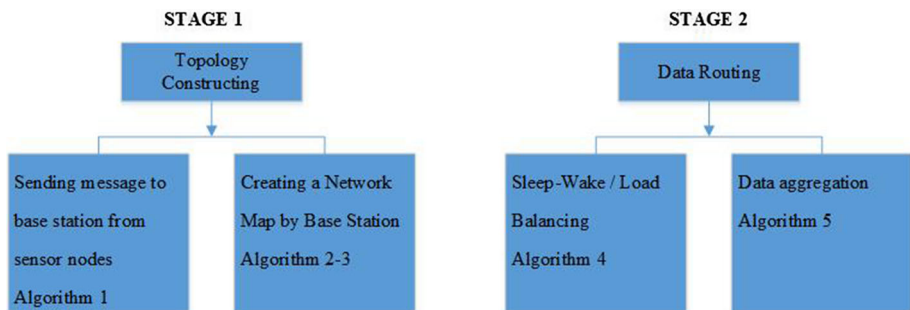 STAGE 1
Topology
Constructing
Sending message to
base station from
sensor nodes
Algorithm 1
Creating a Network
Map by Base Station
Algorithm 2-3
STAGE 2
Data Routing
Sleep-Wake / Load
Balancing
Algorithm 4
Data aggregation
Algorithm 5